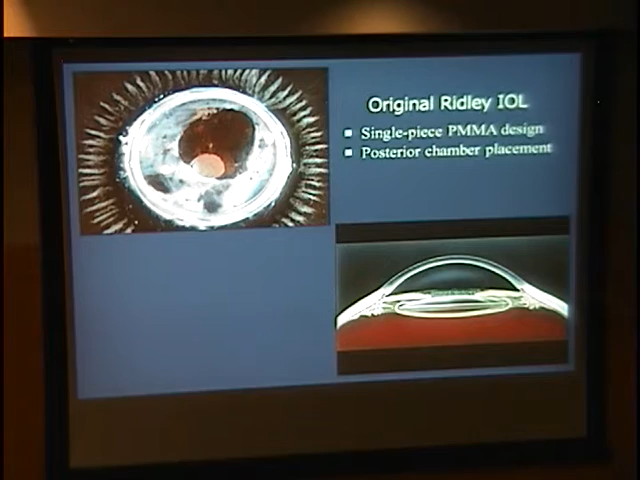 Original Ridley IOL
Single-piece PMMA design
Posterior chamber placement